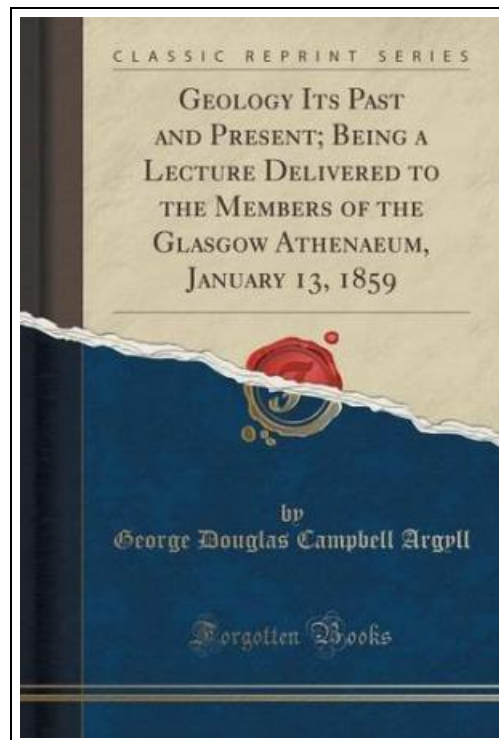 CLASSIC REPRINT SERIES
GEOLOGY ITS PAST
AND PRESENT; BEING A
LECTURE DELIVERED TO
THE MEMBERS OF THE
GLASGOW ATHENAEUM,
JANUARY 13, 1859
by
George Douglas Campbell Argyll
Forgotten Books